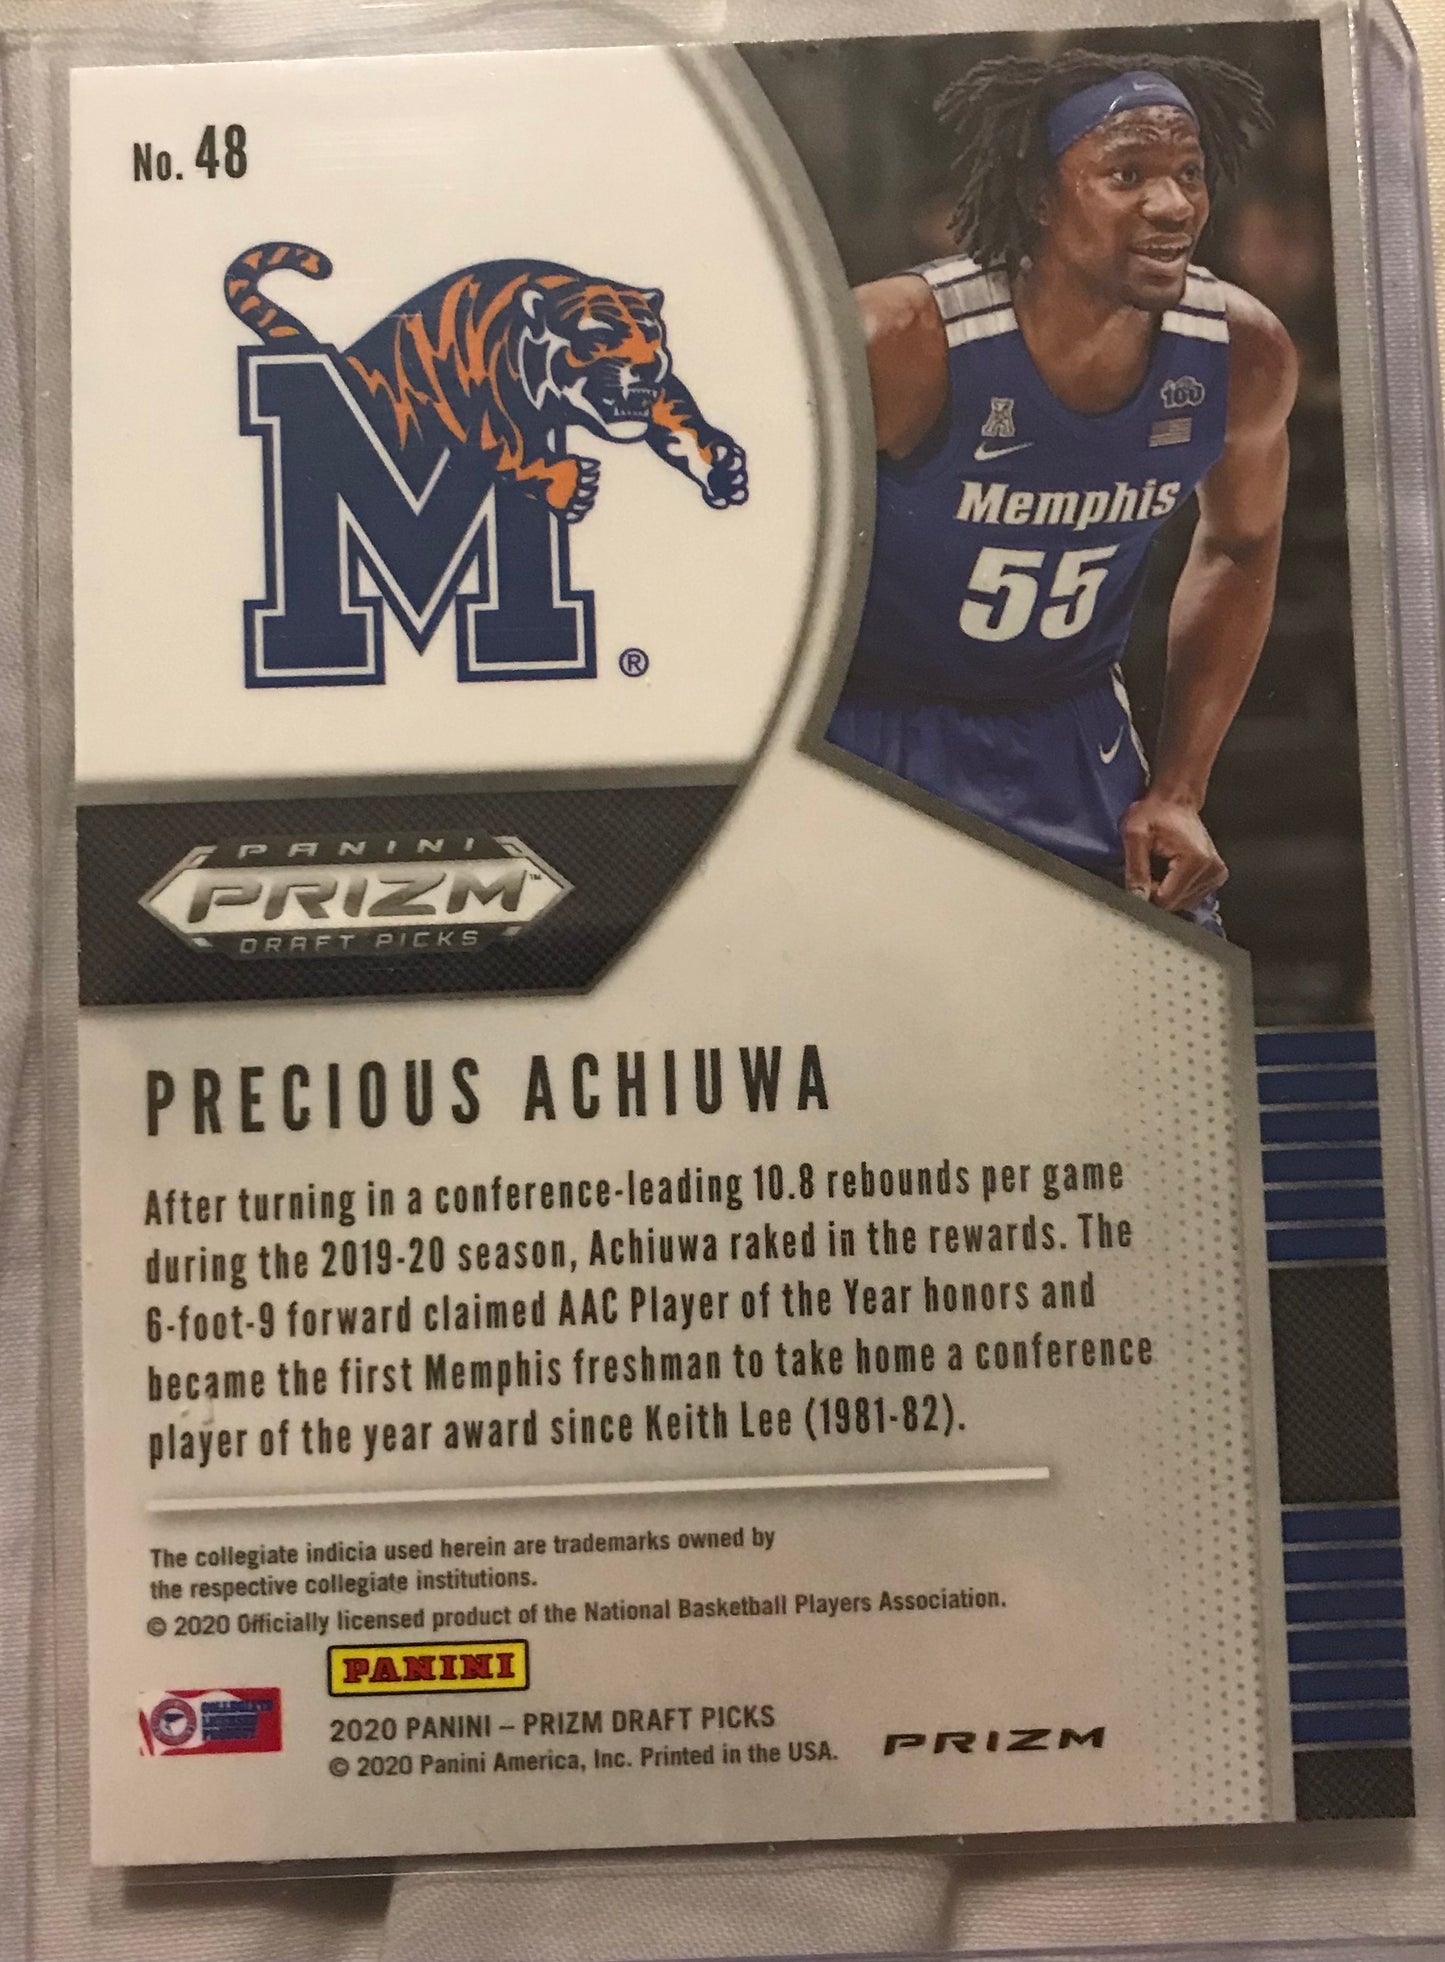 No. 48
M
®
100
Memphis
55
PANINI
PRIZM™
DRAFT PICKS
PRECIOUS ACHIUWA
After turning in a conference-leading 10.8 rebounds per game
during the 2019-20 season, Achiuwa raked in the rewards. The
6-foot-9 forward claimed AAC Player of the Year honors and
became the first Memphis freshman to take home a conference
player of the year award since Keith Lee (1981-82).
The collegiate indicia used herein are trademarks owned by
the respective collegiate institutions.
© 2020 Officially licensed product of the National Basketball Players Association.
PANINI
COLLEGIATE
LICENSED
PRODUCT
2020 PANINI – PRIZM DRAFT PICKS
© 2020 Panini America, Inc. Printed in the USA.
PRIZM